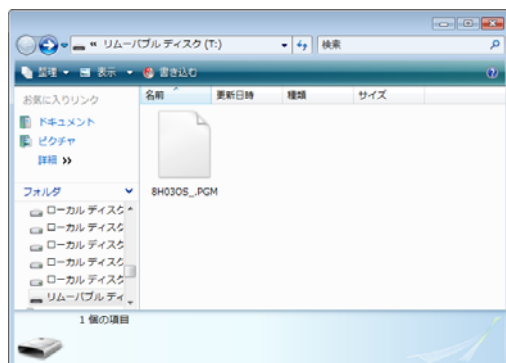 « リムーバブル ディスク (T:)
検索
整理
表示
書き込む
お気に入りリンク
ドキュメント
ピクチャ
詳細 »
フォルダ
ローカル ディスク
ローカル ディスク
ローカル ディスク
ローカル ディスク
ローカル ディスク
リムーバブル ディ
名前 更新日時 種類 サイズ
8H03OS_.PGM
1 個の項目